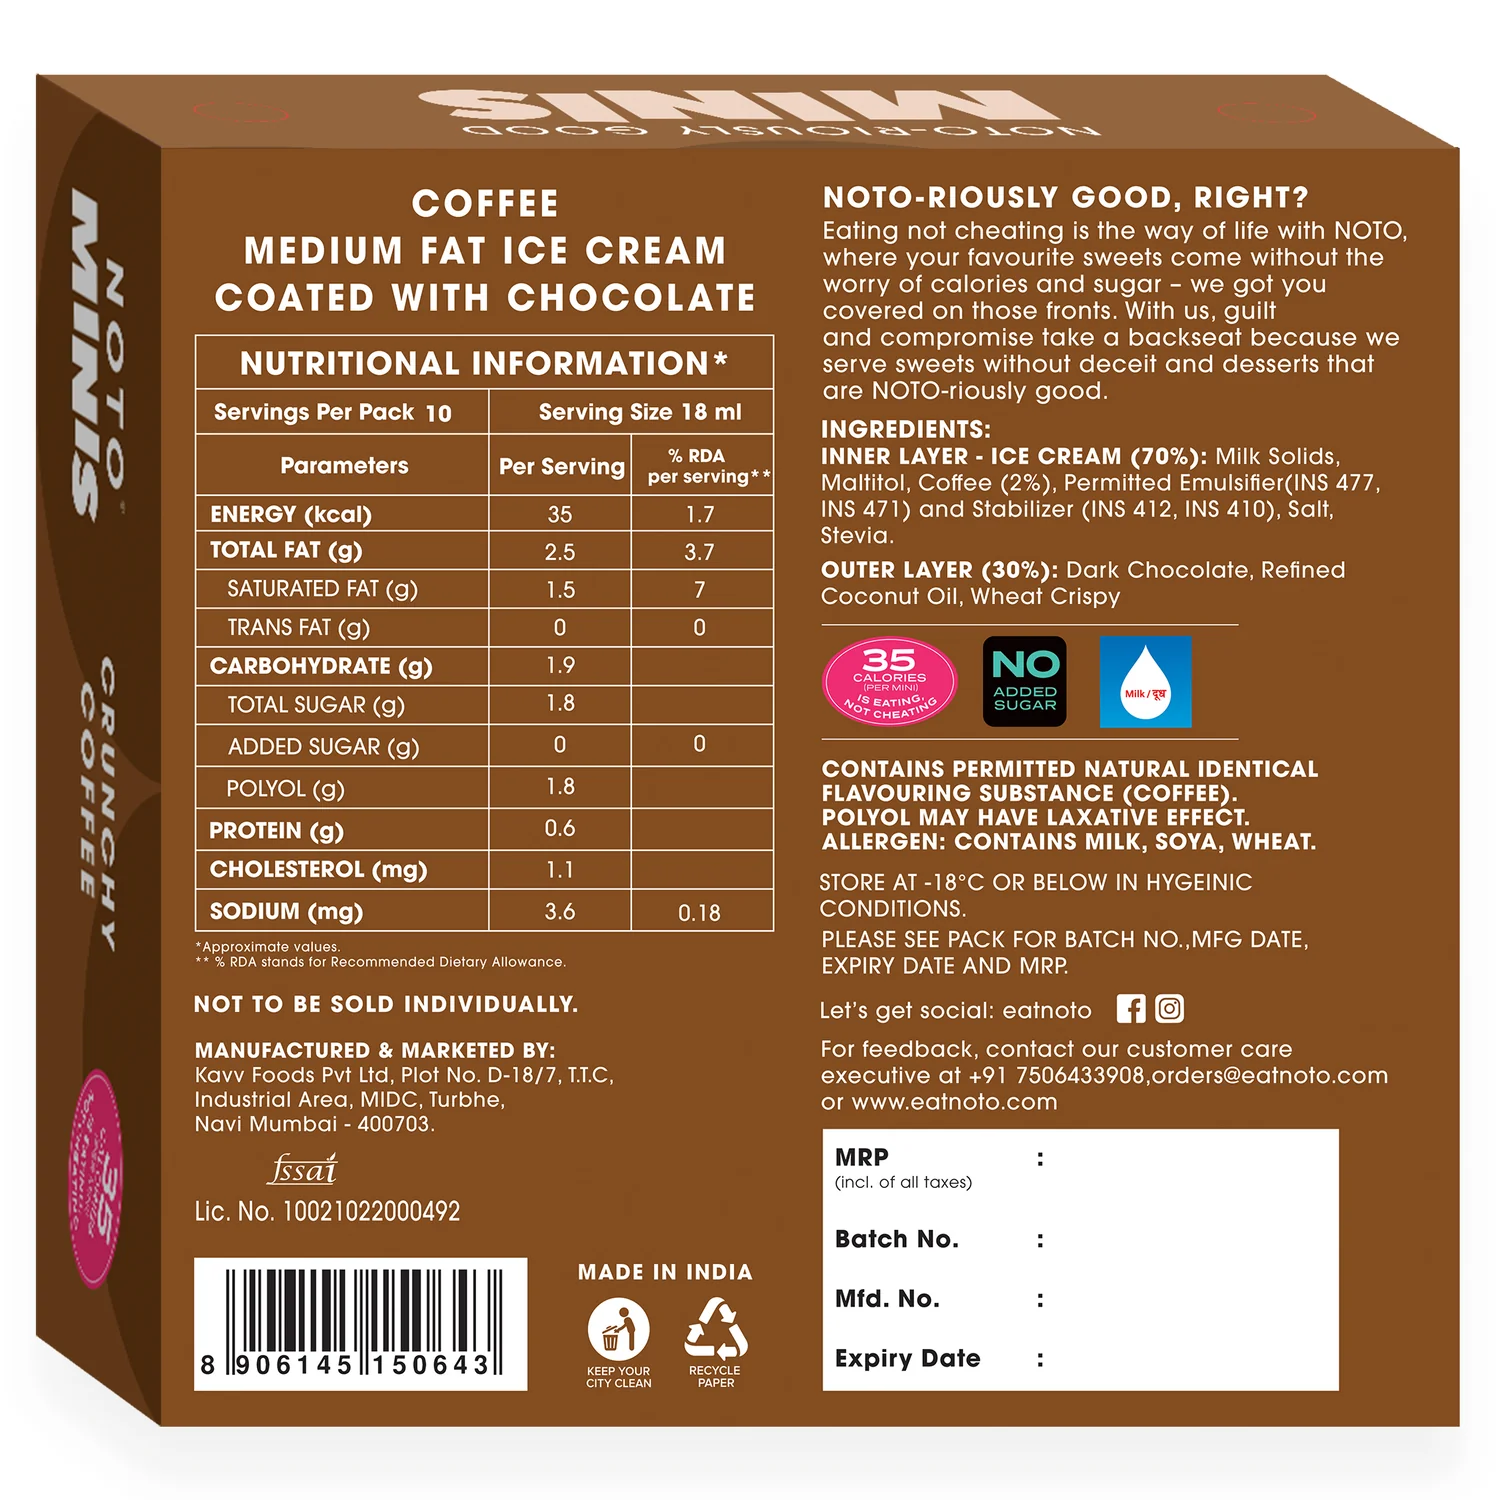 NOTO-RIOUSLY GOOD
MINIS
NOTO
MINIS
CRUNCHY
COFFEE
35
COFFEE
MEDIUM FAT ICE CREAM
COATED WITH CHOCOLATE
NUTRITIONAL INFORMATION*
Servings Per Pack 10 Serving Size 18 ml
Parameters Per Serving % RDA
per serving**
ENERGY (kcal) 35 1.7
TOTAL FAT (g) 2.5 3.7
SATURATED FAT (g) 1.5 7
TRANS FAT (g) 0 0
CARBOHYDRATE (g) 1.9
TOTAL SUGAR (g) 1.8
ADDED SUGAR (g) 0 0
POLYOL (g) 1.8
PROTEIN (g) 0.6
CHOLESTEROL (mg) 1.1
SODIUM (mg) 3.6 0.18
*Approximate values.
** % RDA stands for Recommended Dietary Allowance.
NOT TO BE SOLD INDIVIDUALLY.
MANUFACTURED & MARKETED BY:
Kavv Foods Pvt Ltd, Plot No. D-18/7, T.T.C,
Industrial Area, MIDC, Turbhe,
Navi Mumbai - 400703.
fssai
Lic. No. 10021022000492
8 906145 150643
MADE IN INDIA
KEEP YOUR
CITY CLEAN
RECYCLE
PAPER
NOTO-RIOUSLY GOOD, RIGHT?
Eating not cheating is the way of life with NOTO,
where your favourite sweets come without the
worry of calories and sugar – we got you
covered on those fronts. With us, guilt
and compromise take a backseat because we
serve sweets without deceit and desserts that
are NOTO-riously good.
INGREDIENTS:
INNER LAYER - ICE CREAM (70%): Milk Solids,
Maltitol, Coffee (2%), Permitted Emulsifier(INS 477,
INS 471) and Stabilizer (INS 412, INS 410), Salt,
Stevia.
OUTER LAYER (30%): Dark Chocolate, Refined
Coconut Oil, Wheat Crispy
35
CALORIES
(PER MINI)
IS EATING,
NOT CHEATING
NO
ADDED
SUGAR
Milk / दूध
CONTAINS PERMITTED NATURAL IDENTICAL
FLAVOURING SUBSTANCE (COFFEE).
POLYOL MAY HAVE LAXATIVE EFFECT.
ALLERGEN: CONTAINS MILK, SOYA, WHEAT.
STORE AT -18°C OR BELOW IN HYGEINIC
CONDITIONS.
PLEASE SEE PACK FOR BATCH NO.,MFG DATE,
EXPIRY DATE AND MRP.
Let's get social: eatnoto
For feedback, contact our customer care
executive at +91 7506433908,orders@eatnoto.com
or www.eatnoto.com
MRP :
(incl. of all taxes)
Batch No. :
Mfd. No. :
Expiry Date :